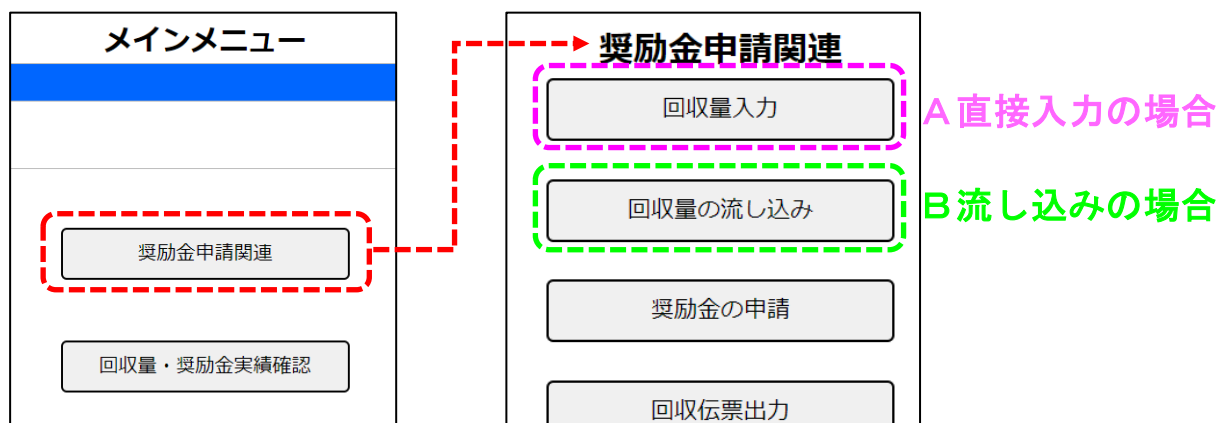 メインメニュー
奨励金申請関連
回収量・奨励金実績確認
奨励金申請関連
回収量入力
A直接入力の場合
回収量の流し込み
B流し込みの場合
奨励金の申請
回収伝票出力